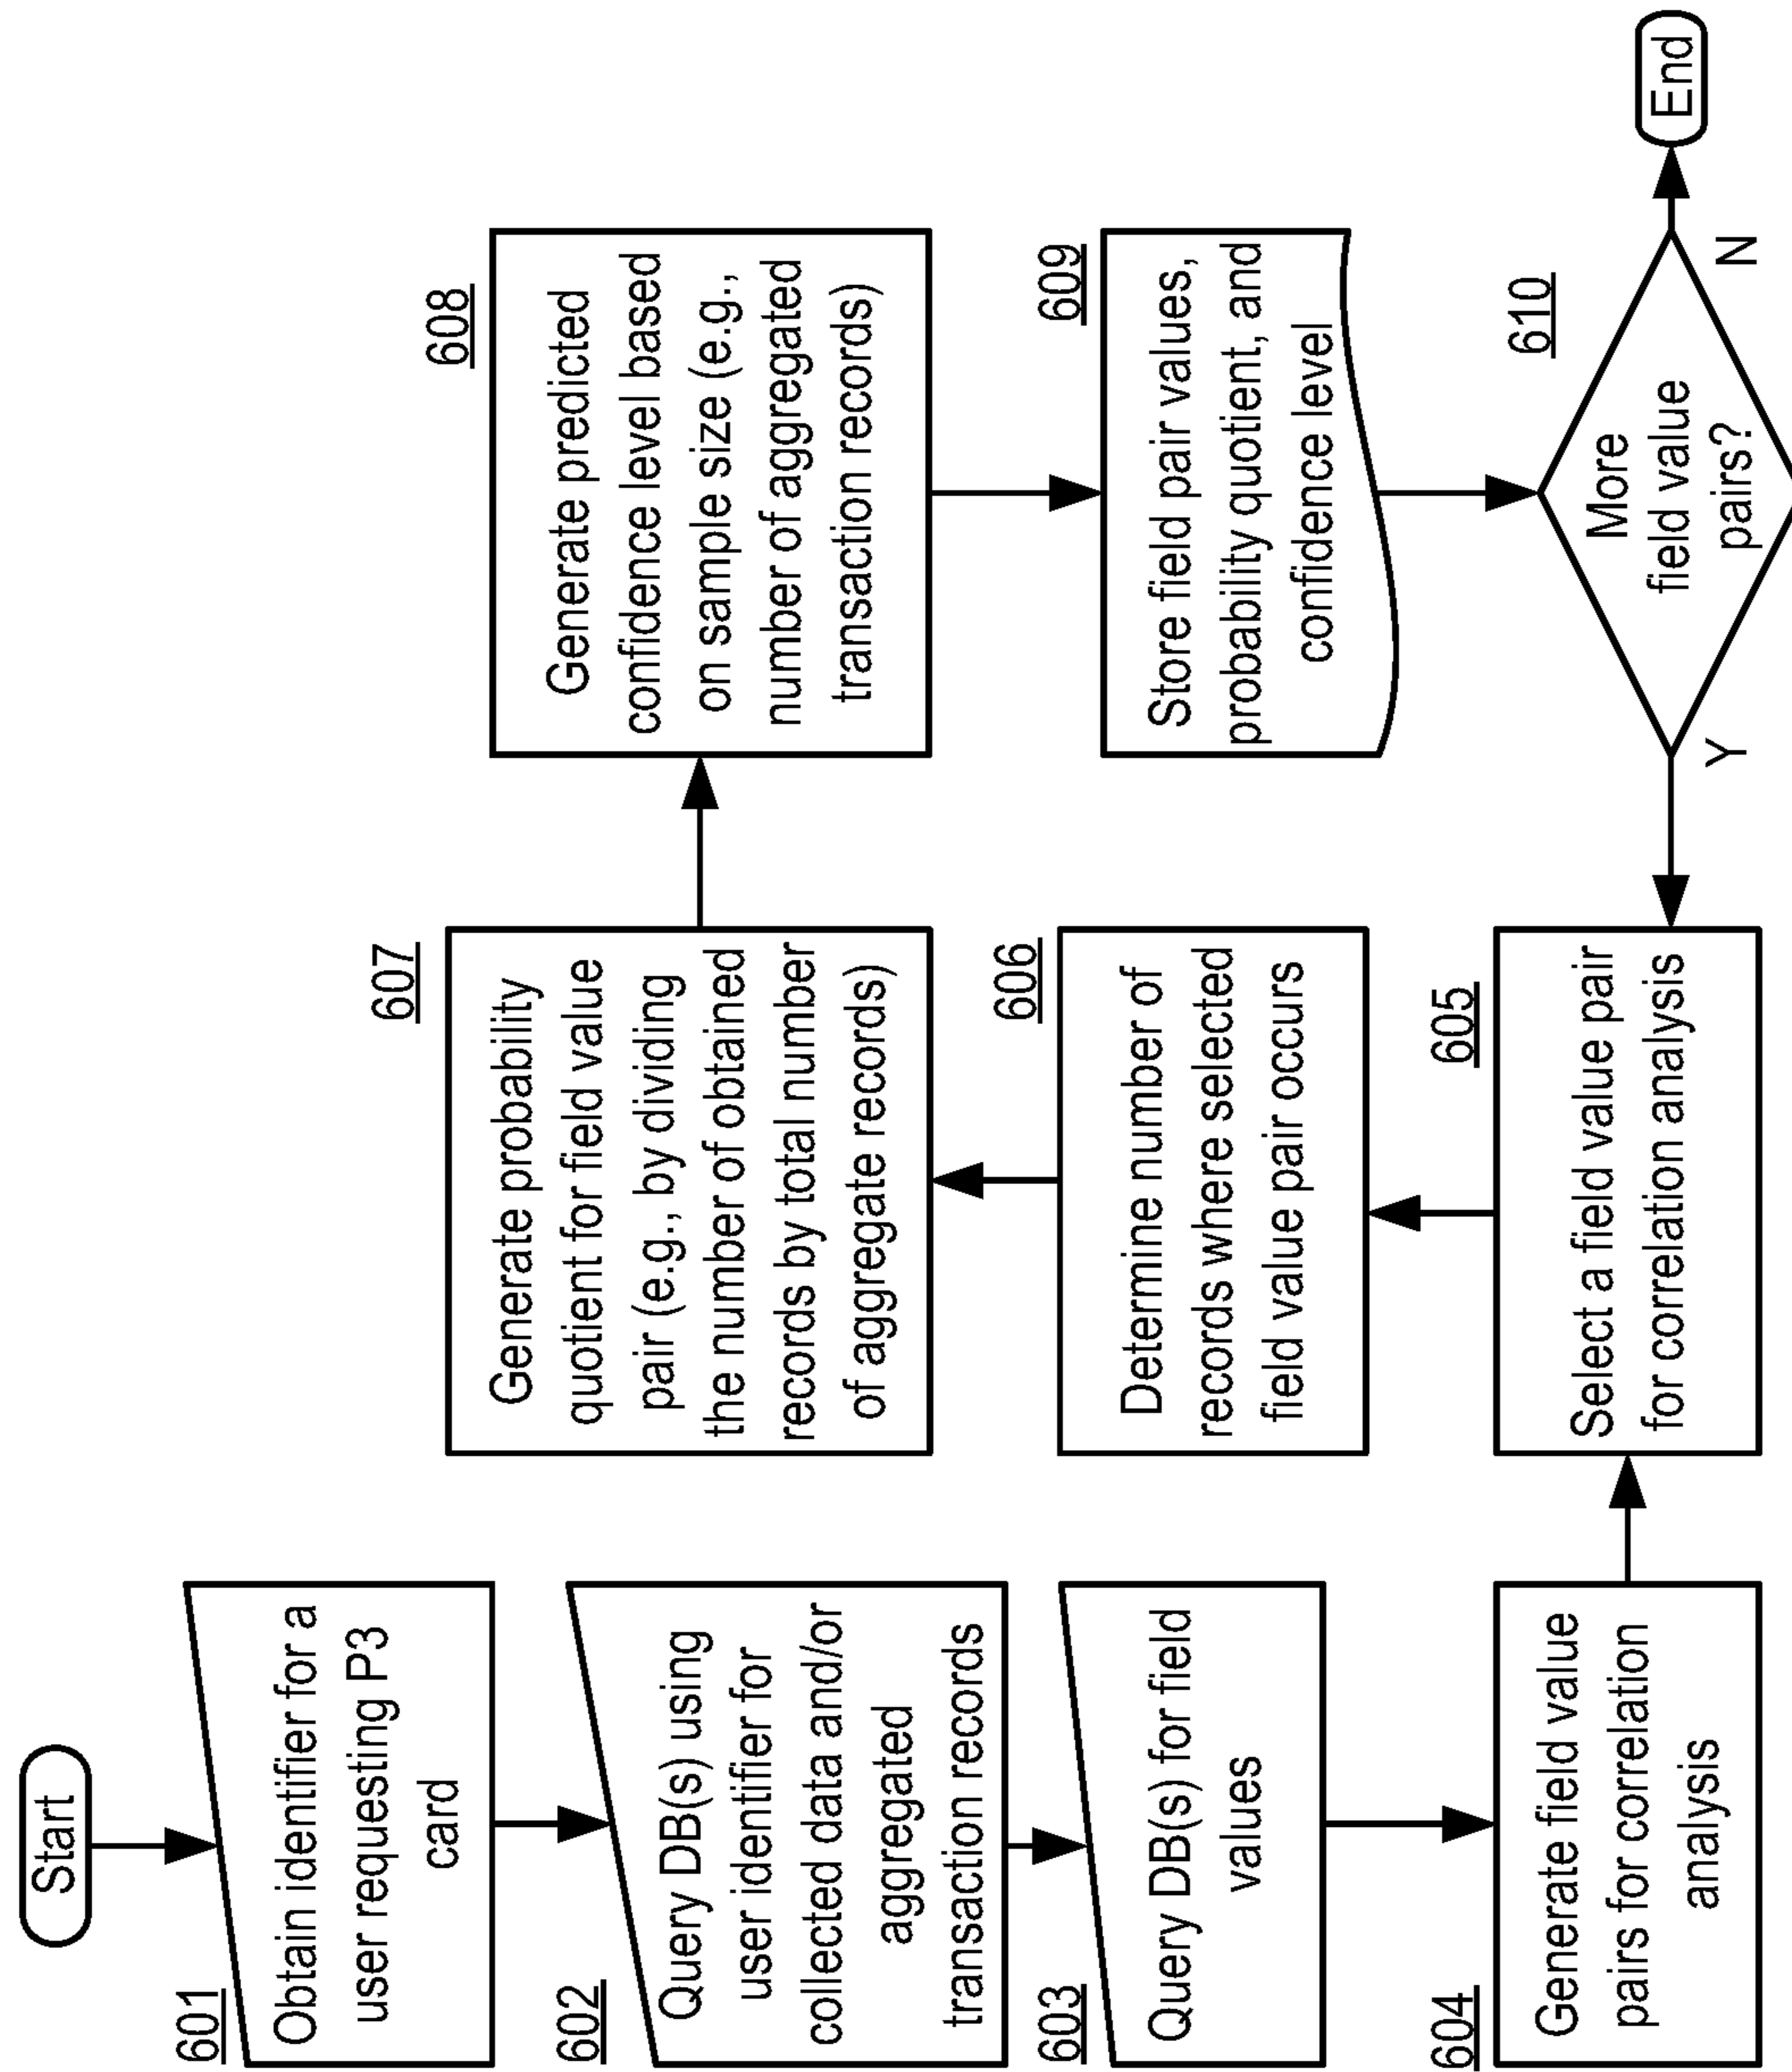 Start
601
Obtain identifier for a
user requesting P3
card
602
Query DB(s) using
user identifier for
collected data and/or
aggregated
transaction records
603
Query DB(s) for field
values
604
Generate field value
pairs for correlation
analysis
605
Select a field value pair
for correlation analysis
606
Determine number of
records where selected
field value pair occurs
607
Generate probability
quotient for field value
pair (e.g., by dividing
the number of obtained
records by total number
of aggregate records)
608
Generate predicted
confidence level based
on sample size (e.g.,
number of aggregated
transaction records)
609
Store field pair values,
probability quotient, and
confidence level
610
More
field value
pairs?
Y
N
End